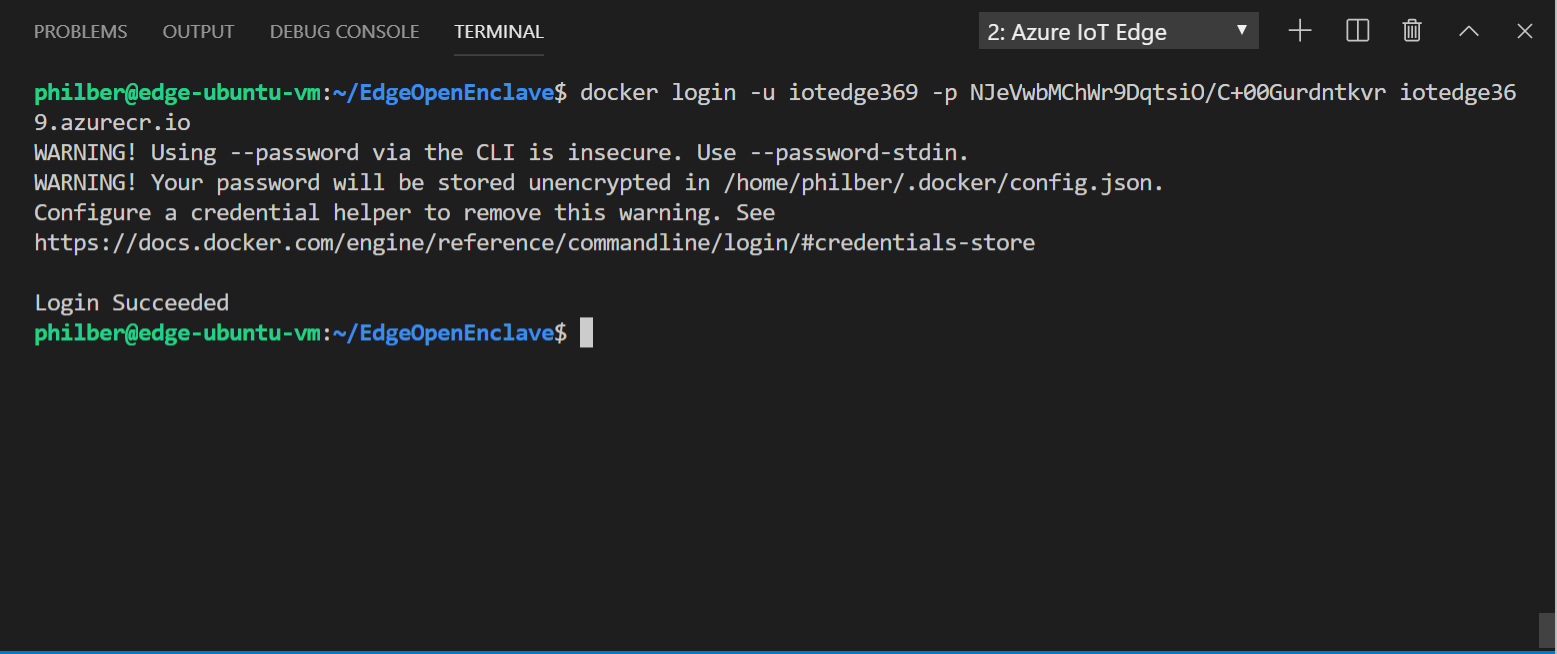 PROBLEMS OUTPUT DEBUG CONSOLE TERMINAL 2: Azure IoT Edge
philber@edge-ubuntu-vm:~/EdgeOpenEnclave$ docker login -u iotedge369 -p NJeVwbMChWr9DqtsiO/C+00Gurdntkvr iotedge36
9.azurecr.io
WARNING! Using --password via the CLI is insecure. Use --password-stdin.
WARNING! Your password will be stored unencrypted in /home/philber/.docker/config.json.
Configure a credential helper to remove this warning. See
https://docs.docker.com/engine/reference/commandline/login/#credentials-store
Login Succeeded
philber@edge-ubuntu-vm:~/EdgeOpenEnclave$